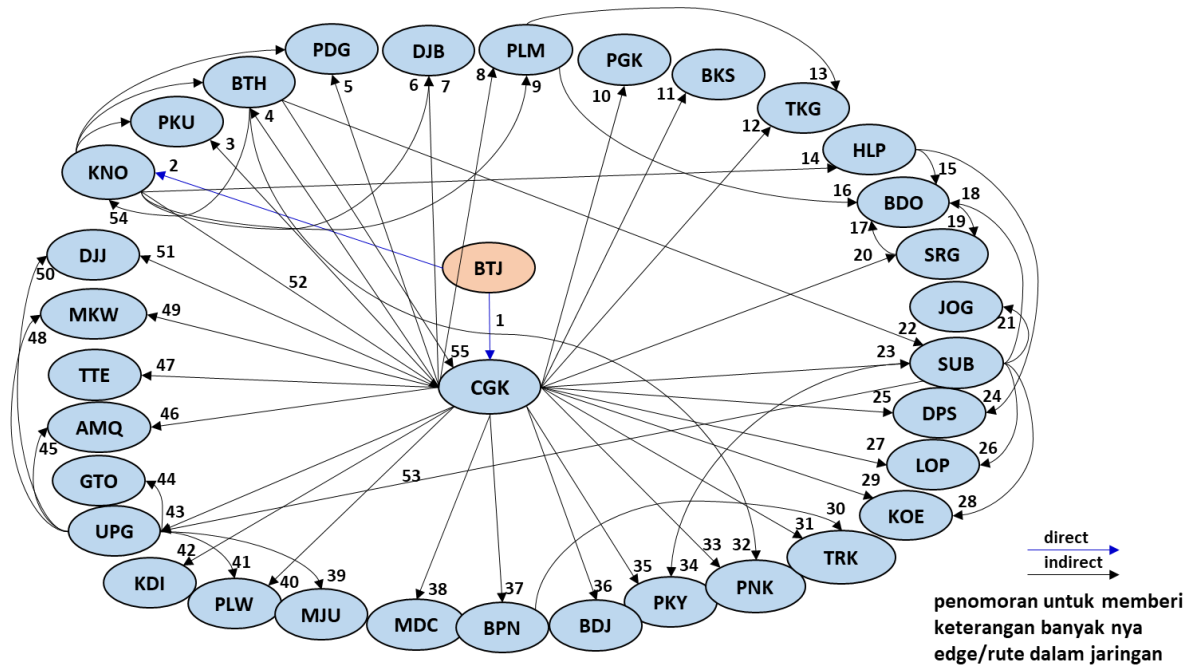 PDG
DJB
PLM
PGK
BKS
TKG
HLP
BDO
SRG
JOG
SUB
DPS
LOP
KOE
TRK
PNK
PKY
BDJ
BPN
MDC
MJU
PLW
KDI
UPG
GTO
AMQ
TTE
MKW
DJJ
KNO
PKU
BTH
BTJ
CGK
1
2
3
4
5
6
7
8
9
10
11
12
13
14
15
16
17
18
19
20
21
22
23
24
25
26
27
28
29
30
31
32
33
34
35
36
37
38
39
40
41
42
43
44
45
46
47
48
49
50
51
52
53
54
55
direct
indirect
penomoran untuk memberi
keterangan banyak nya
edge/rute dalam jaringan